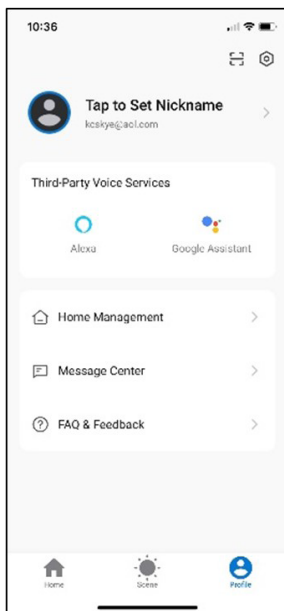 10:36
Tap to Set Nickname
kcskye@aol.com
Third-Party Voice Services
Alexa
Google Assistant
Home Management
Message Center
FAQ & Feedback
Home
Scene
Profile